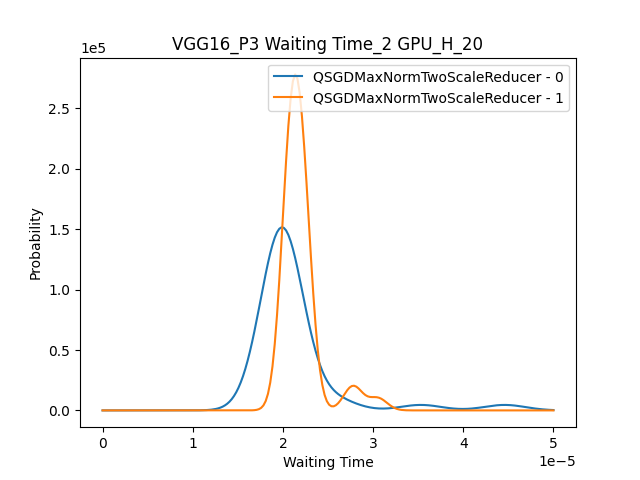 VGG16_P3 Waiting Time_2 GPU_H_20
1e5
QSGDMaxNormTwoScaleReducer - 0
QSGDMaxNormTwoScaleReducer - 1
2.5
2.0
1.5
1.0
0.5
0.0
Probability
0 1 2 3 4 5
Waiting Time
1e−5